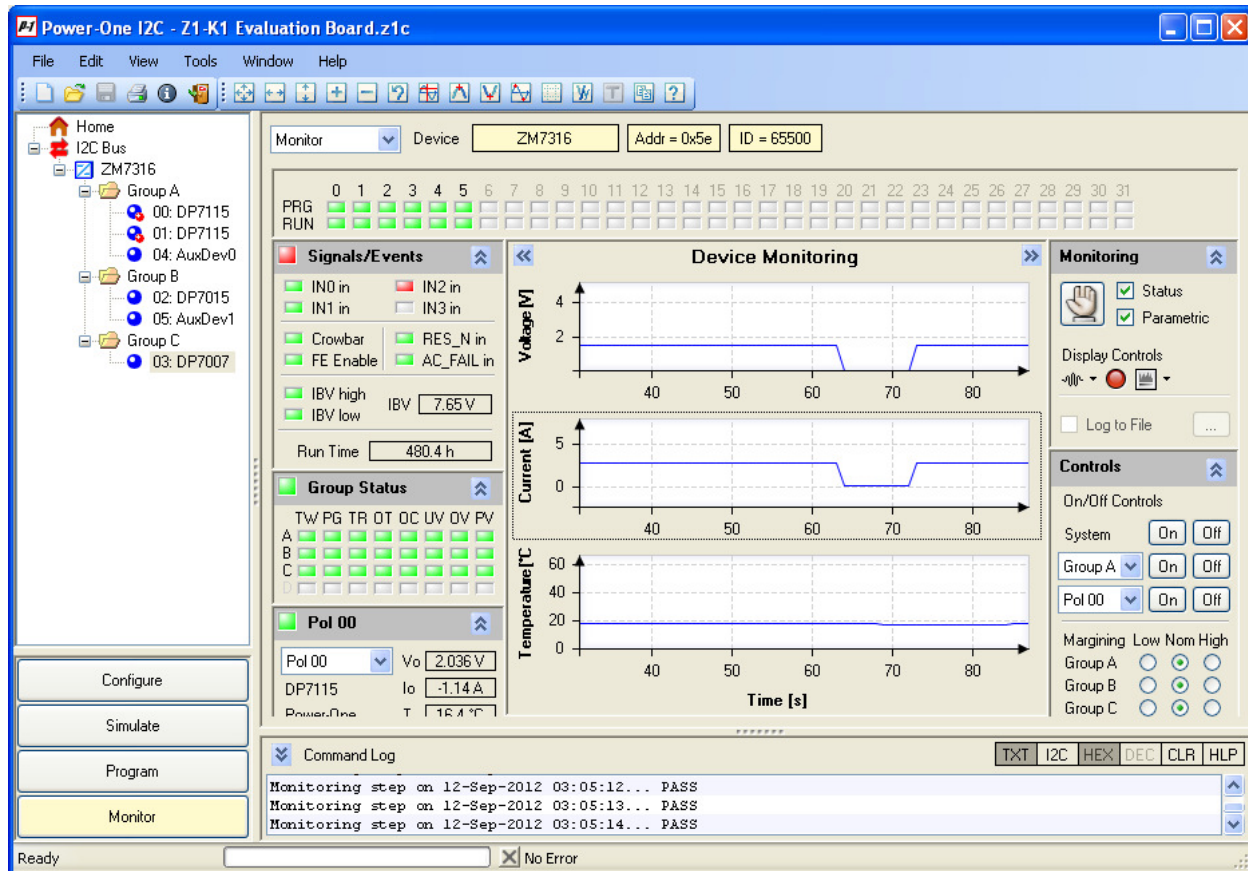 Power-One I2C - Z1-K1 Evaluation Board.z1c
File Edit View Tools Window Help
Home
I2C Bus
ZM7316
Group A
00: DP7115
01: DP7115
04: AuxDev0
Group B
02: DP7015
05: AuxDev1
Group C
03: DP7007
Configure
Simulate
Program
Monitor
Monitor Device ZM7316 Addr = 0x5e ID = 65500
0 1 2 3 4 5 6 7 8 9 10 11 12 13 14 15 16 17 18 19 20 21 22 23 24 25 26 27 28 29 30 31
PRG
RUN
Signals/Events
IN0 in IN2 in
IN1 in IN3 in
Crowbar RES_N in
FE Enable AC_FAIL in
IBV high
IBV low IBV 7.65 V
Run Time 480.4 h
Group Status
TW PG TR OT OC UV OV PV
A
B
C
D
Pol 00
Pol 00 Vo 2.036 V
DP7115 Io -1.14 A
Power-One T 16.4 °C
Device Monitoring
Voltage [V]
4
2
40 50 60 70 80
Current [A]
5
0
40 50 60 70 80
Temperature[°C
60
40
20
0
40 50 60 70 80
Time [s]
Monitoring
Status
Parametric
Display Controls
Log to File ...
Controls
On/Off Controls
System On Off
Group A On Off
Pol 00 On Off
Margining Low Nom High
Group A
Group B
Group C
Command Log TXT I2C HEX DEC CLR HLP
Monitoring step on 12-Sep-2012 03:05:12... PASS
Monitoring step on 12-Sep-2012 03:05:13... PASS
Monitoring step on 12-Sep-2012 03:05:14... PASS
Ready No Error